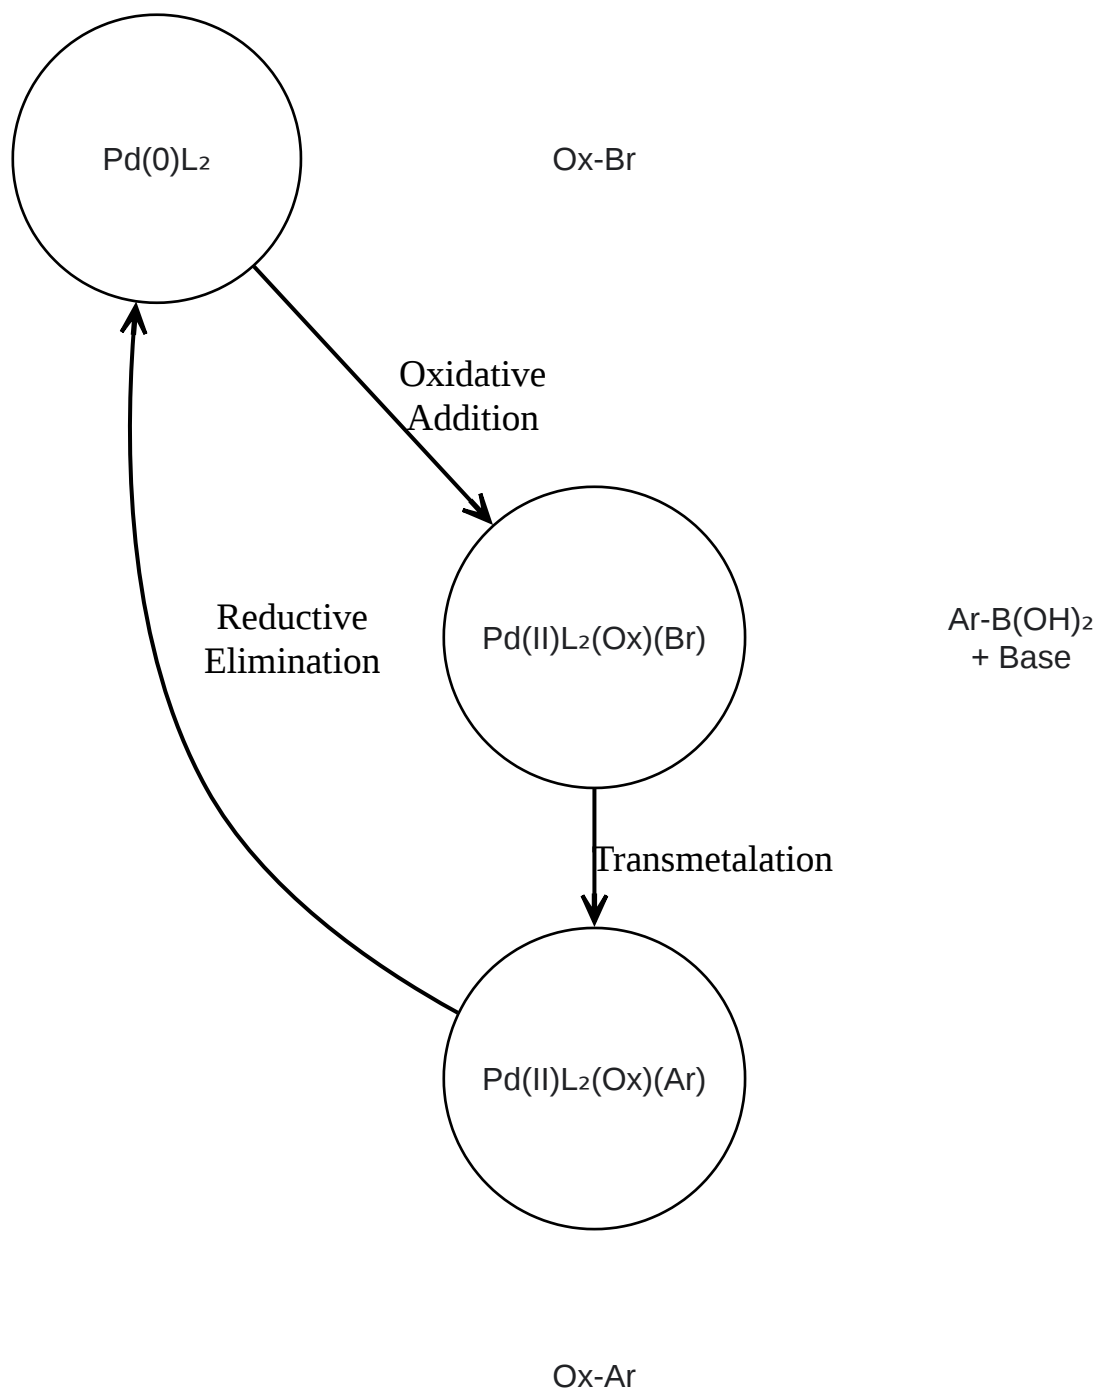 Pd(0)L₂
Ox-Br
Oxidative
Addition
Reductive
Elimination
Pd(II)L₂(Ox)(Br)
Ar-B(OH)₂
+ Base
Transmetalation
Pd(II)L₂(Ox)(Ar)
Ox-Ar